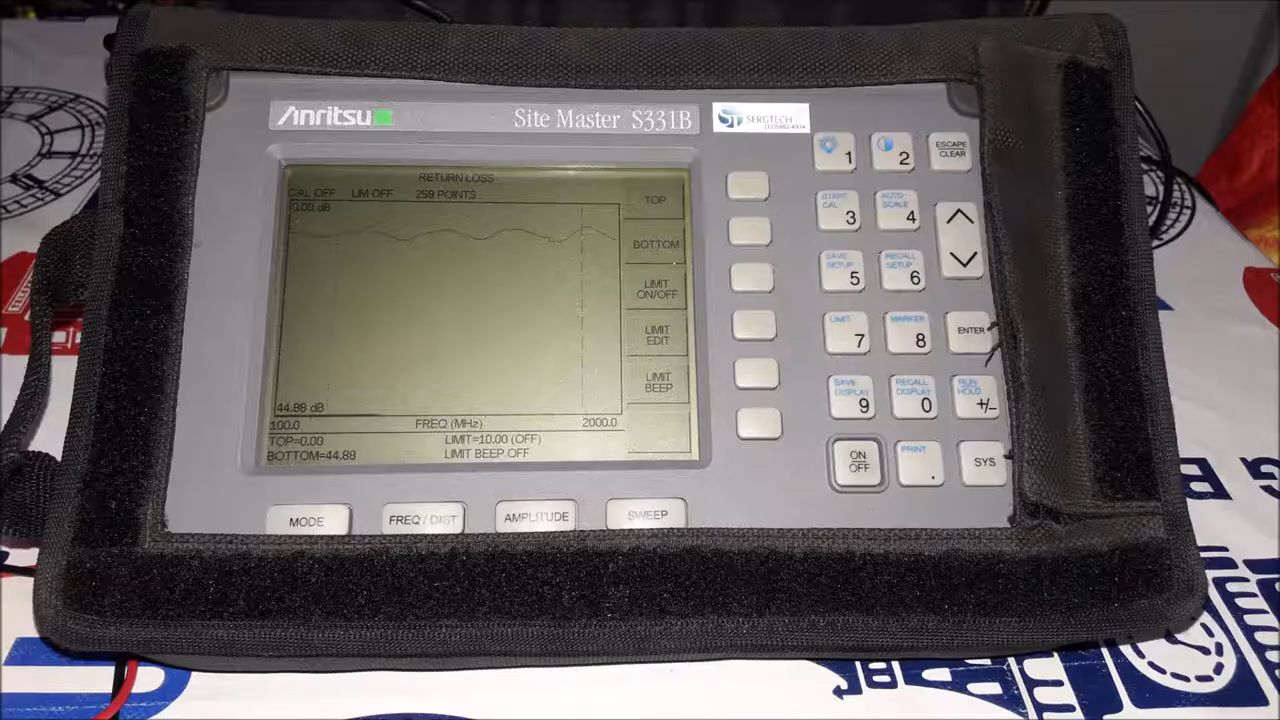 Anritsu
Site Master S331B
SERGTECH
RETURN LOSS
CAL OFF LIM OFF 259 POINTS
0.00 dB
44.88 dB
100.0 FREQ (MHz) 2000.0
TOP=0.00 LIMIT=10.00 (OFF)
BOTTOM=44.88 LIMIT BEEP OFF
TOP
BOTTOM
LIMIT
ON/OFF
LIMIT
EDIT
LIMIT
BEEP
1
2
ESCAPE
CLEAR
START
CAL
3
AUTO
SCALE
4
SAVE
SETUP
5
RECALL
SETUP
6
LIMIT
7
MARKER
8
ENTER
SAVE
DISPLAY
9
RECALL
DISPLAY
0
RUN
HOLD
+/−
ON
OFF
PRINT
.
SYS
MODE
FREQ / DIST
AMPLITUDE
SWEEP